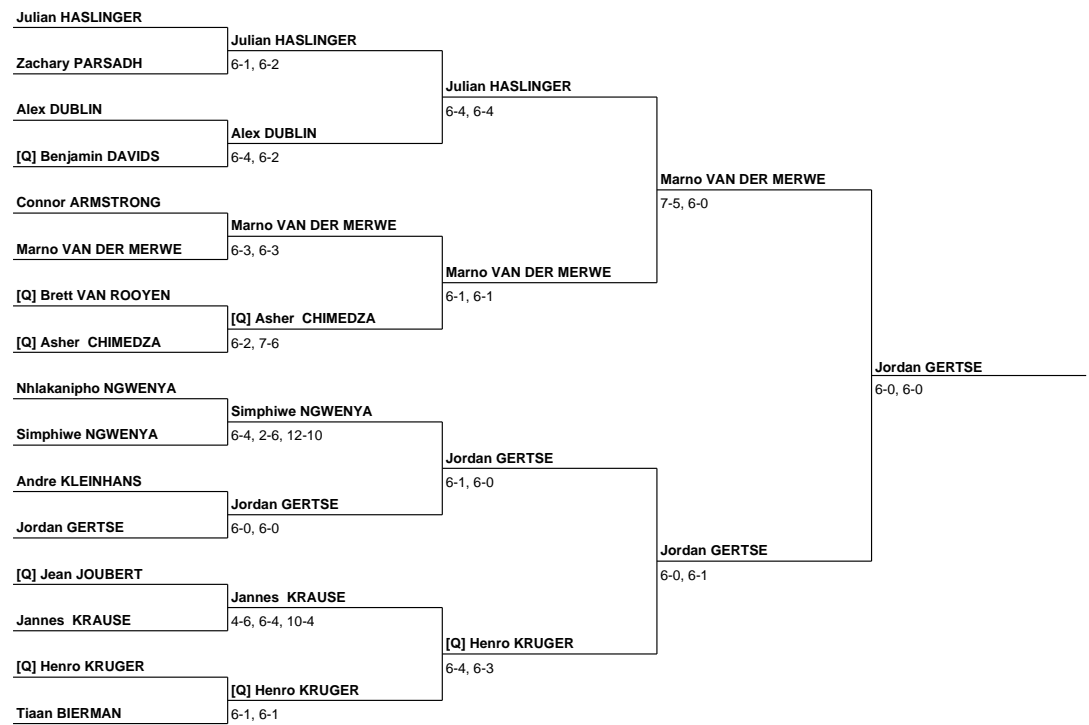 Julian HASLINGER
Zachary PARSADH
Alex DUBLIN
[Q] Benjamin DAVIDS
Connor ARMSTRONG
Marno VAN DER MERWE
[Q] Brett VAN ROOYEN
[Q] Asher  CHIMEDZA
Nhlakanipho NGWENYA
Simphiwe NGWENYA
Andre KLEINHANS
Jordan GERTSE
[Q] Jean JOUBERT
Jannes  KRAUSE
[Q] Henro KRUGER
Tiaan BIERMAN
Julian HASLINGER
6-1, 6-2
Alex DUBLIN
6-4, 6-2
Marno VAN DER MERWE
6-3, 6-3
[Q] Asher  CHIMEDZA
6-2, 7-6
Simphiwe NGWENYA
6-4, 2-6, 12-10
Jordan GERTSE
6-0, 6-0
Jannes  KRAUSE
4-6, 6-4, 10-4
[Q] Henro KRUGER
6-1, 6-1
Julian HASLINGER
6-4, 6-4
Marno VAN DER MERWE
6-1, 6-1
Jordan GERTSE
6-1, 6-0
[Q] Henro KRUGER
6-4, 6-3
Marno VAN DER MERWE
7-5, 6-0
Jordan GERTSE
6-0, 6-1
Jordan GERTSE
6-0, 6-0